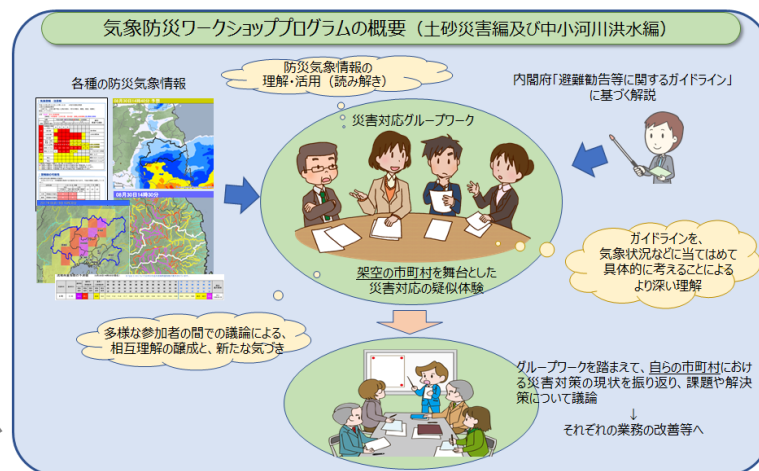 気象防災ワークショッププログラムの概要（土砂災害編及び中小河川洪水編）
各種の防災気象情報
防災気象情報の
理解・活用（読み解き）
内閣府「避難勧告等に関するガイドライン」
に基づく解説
災害対応グループワーク
架空の市町村を舞台とした
災害対応の疑似体験
ガイドラインを、
気象状況などに当てはめて
具体的に考えることによる
より深い理解
多様な参加者の間での議論による、
相互理解の醸成と、新たな気づき
グループワークを踏まえて、自らの市町村におけ
る災害対策の現状を振り返り、課題や解決
策について議論
↓
それぞれの業務の改善等へ